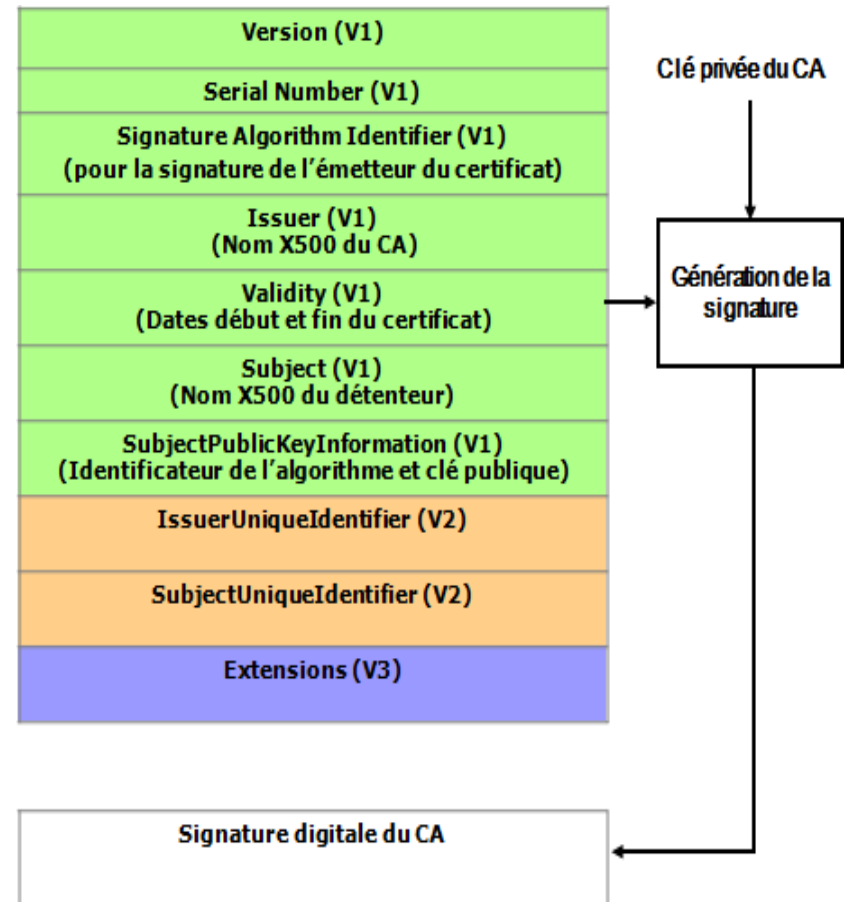 Version (V1)
Serial Number (V1)
Signature Algorithm Identifier (V1)
(pour la signature de l'émetteur du certificat)
Issuer (V1)
(Nom X500 du CA)
Validity (V1)
(Dates début et fin du certificat)
Subject (V1)
(Nom X500 du détenteur)
SubjectPublicKeyInformation (V1)
(Identificateur de l'algorithme et clé publique)
IssuerUniqueIdentifier (V2)
SubjectUniqueIdentifier (V2)
Extensions (V3)
Signature digitale du CA
Clé privée du CA
Génération de la
signature